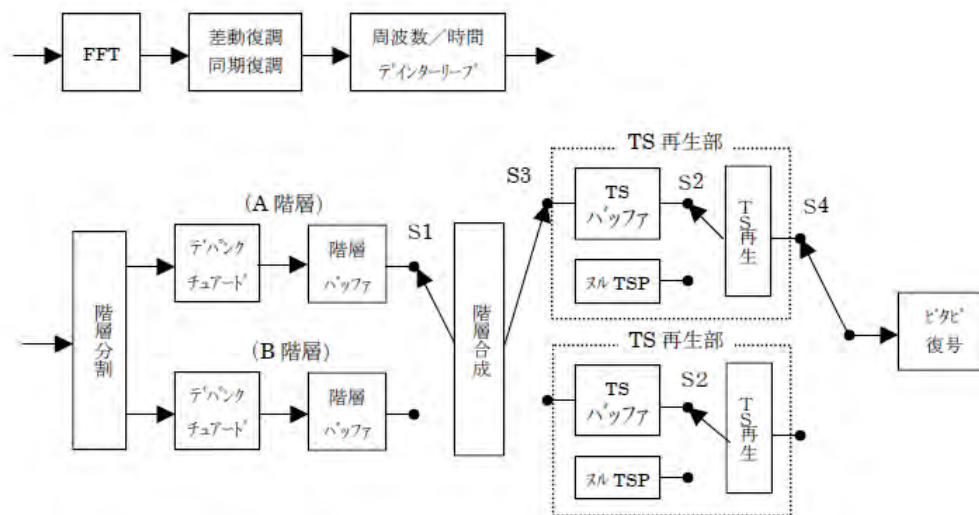 FFT
差動復調
同期復調
周波数／時間
ﾃﾞｲﾝﾀｰﾘｰﾌﾞ
TS 再生部
S3
TS
ﾊﾞｯﾌｧ
S2
TS再生
S4
ﾇﾙ TSP
(A 階層)
S1
階層分割
ﾃﾞﾊﾟﾝｸ
ﾁｭｱｰﾄﾞ
階層
ﾊﾞｯﾌｧ
階層合成
(B 階層)
ﾃﾞﾊﾟﾝｸ
ﾁｭｱｰﾄﾞ
階層
ﾊﾞｯﾌｧ
TS 再生部
TS
ﾊﾞｯﾌｧ
S2
TS再生
ﾇﾙ TSP
ﾋﾞﾀﾋﾞ
復号